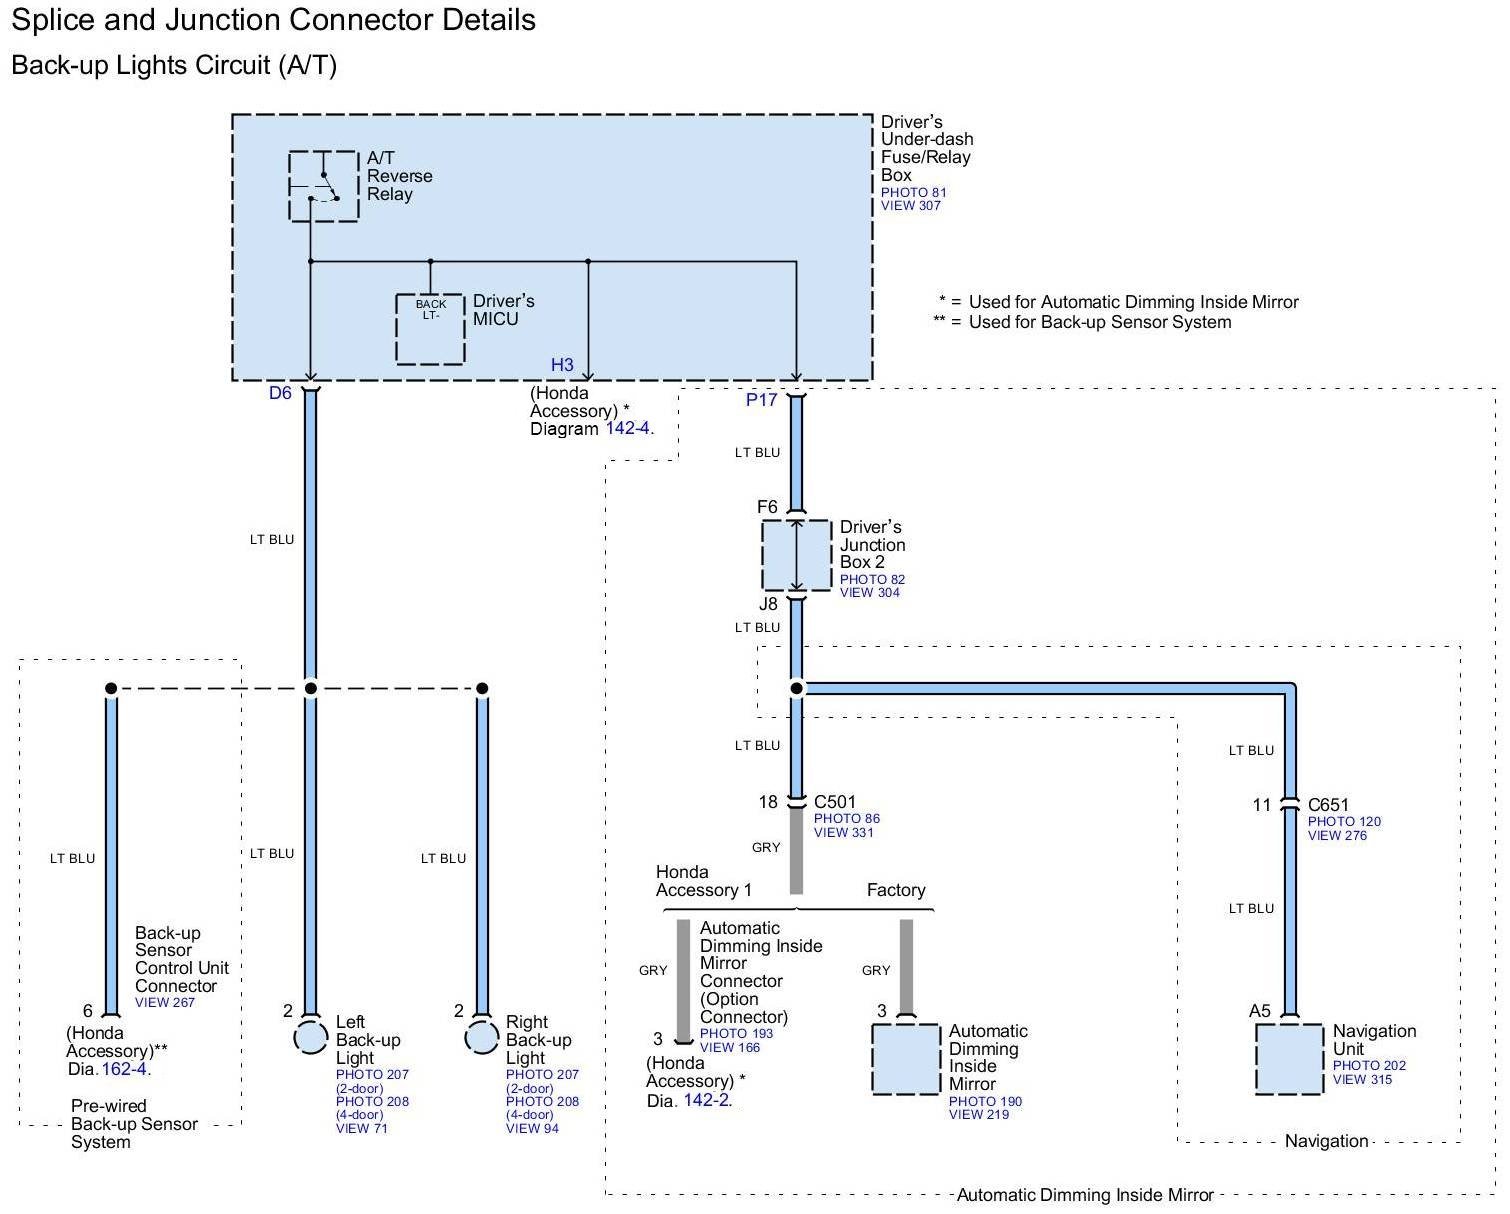 Splice and Junction Connector Details
Back-up Lights Circuit (A/T)
Driver's
Under-dash
Fuse/Relay
Box
PHOTO 81
VIEW 307
A/T
Reverse
Relay
BACK
LT-
Driver's
MICU
* = Used for Automatic Dimming Inside Mirror
** = Used for Back-up Sensor System
D6
H3
(Honda
Accessory) *
Diagram 142-4.
P17
LT BLU
F6
Driver's
Junction
Box 2
PHOTO 82
VIEW 304
J8
LT BLU
LT BLU
LT BLU
LT BLU
LT BLU
LT BLU
LT BLU
18
C501
PHOTO 86
VIEW 331
GRY
11
C651
PHOTO 120
VIEW 276
LT BLU
Honda
Accessory 1
Factory
Back-up
Sensor
Control Unit
Connector
VIEW 267
6
(Honda
Accessory)**
Dia. 162-4.
Pre-wired
Back-up Sensor
System
2
Left
Back-up
Light
PHOTO 207
(2-door)
PHOTO 208
(4-door)
VIEW 71
2
Right
Back-up
Light
PHOTO 207
(2-door)
PHOTO 208
(4-door)
VIEW 94
GRY
Automatic
Dimming Inside
Mirror
Connector
(Option
Connector)
PHOTO 193
VIEW 166
3
(Honda
Accessory) *
Dia. 142-2.
GRY
3
Automatic
Dimming
Inside
Mirror
PHOTO 190
VIEW 219
A5
Navigation
Unit
PHOTO 202
VIEW 315
Navigation
Automatic Dimming Inside Mirror